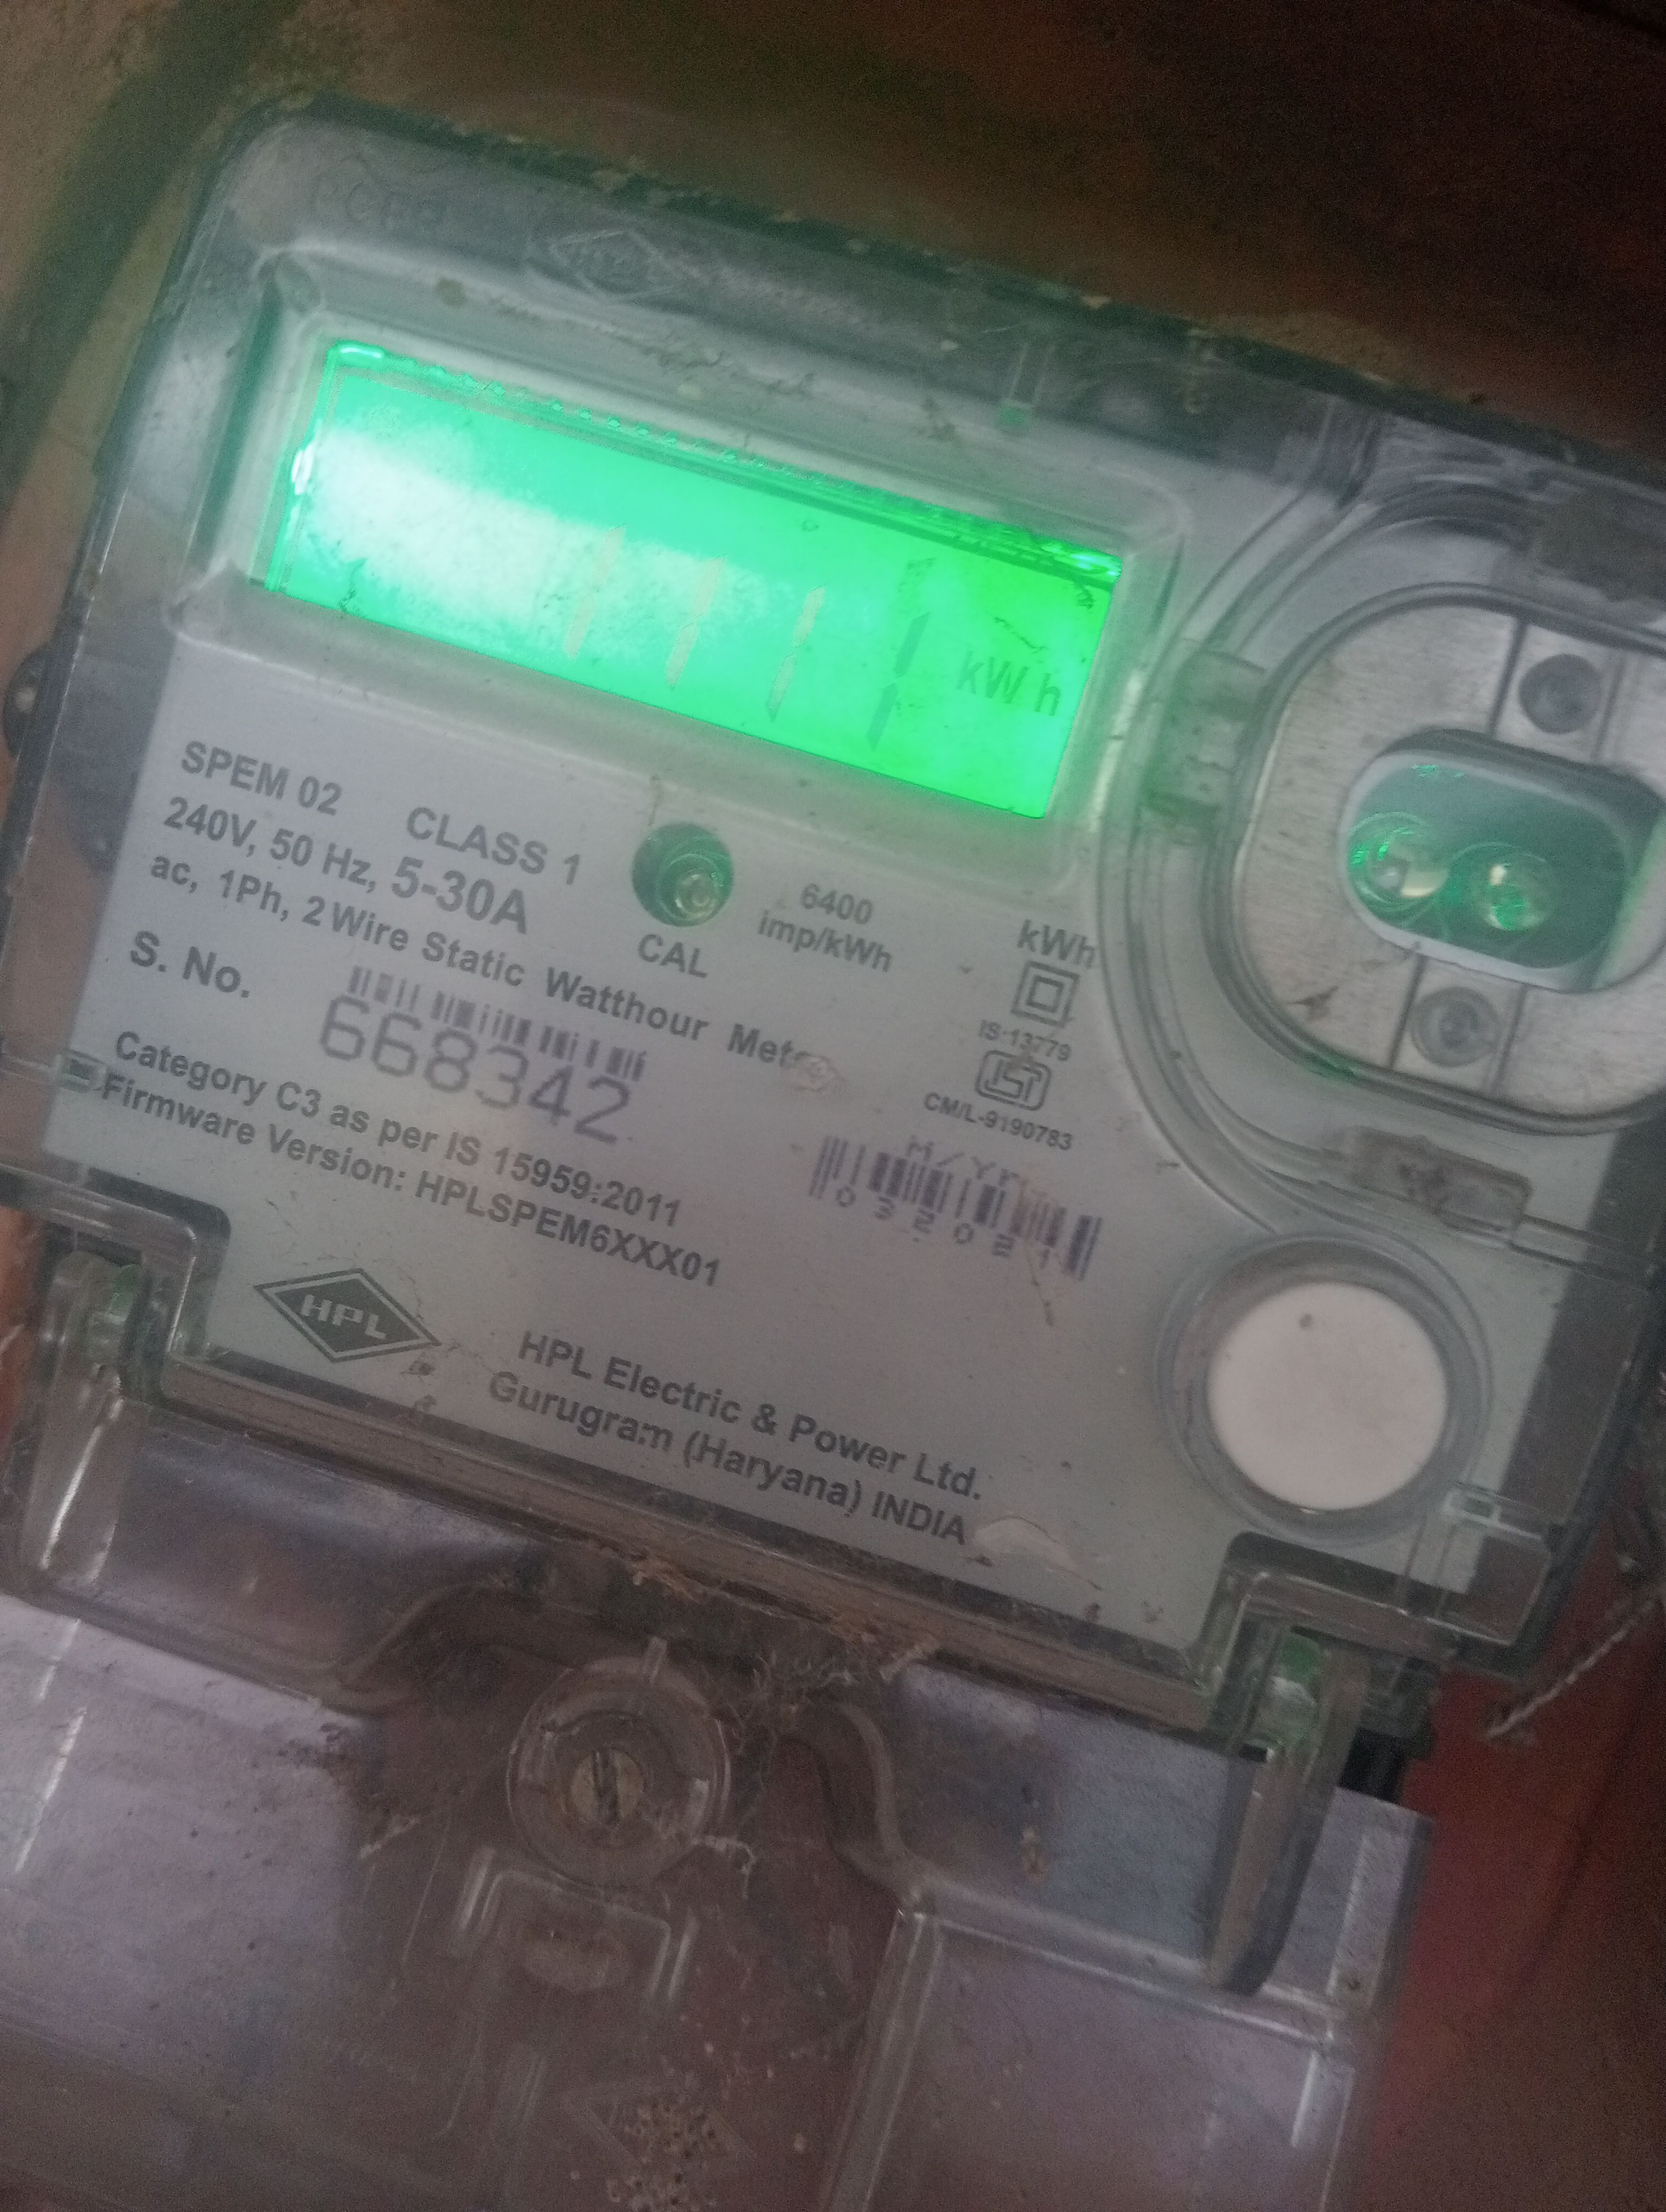 1111 kWh
SPEM 02 CLASS 1
240V, 50 Hz, 5-30A
ac, 1Ph, 2 Wire Static Watthour
CAL
6400
imp/kWh
kWh
IS-13779
CM/L-9190783
S. No.
668342
Category C3 as per IS 15959:2011
Firmware Version: HPLSPEM6XXX01
M/Yr
HPL
HPL Electric & Power Ltd.
Gurugram (Haryana) INDIA